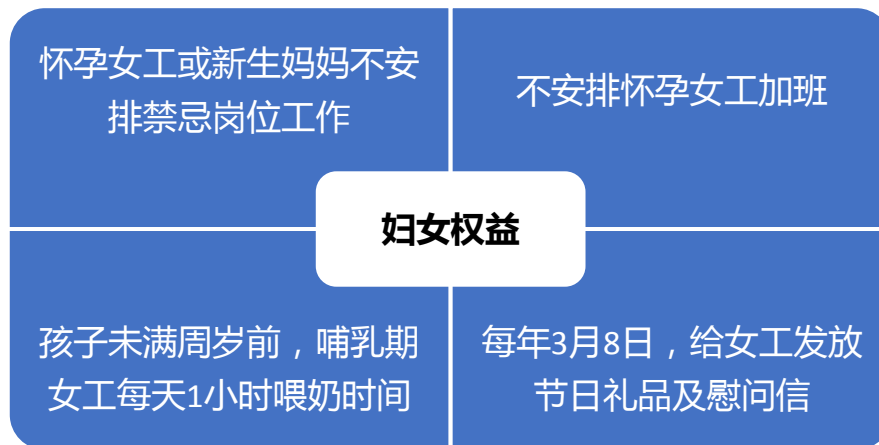 怀孕女工或新生妈妈不安
排禁忌岗位工作
不安排怀孕女工加班
妇女权益
孩子未满周岁前，哺乳期
女工每天1小时喂奶时间
每年3月8日，给女工发放
节日礼品及慰问信